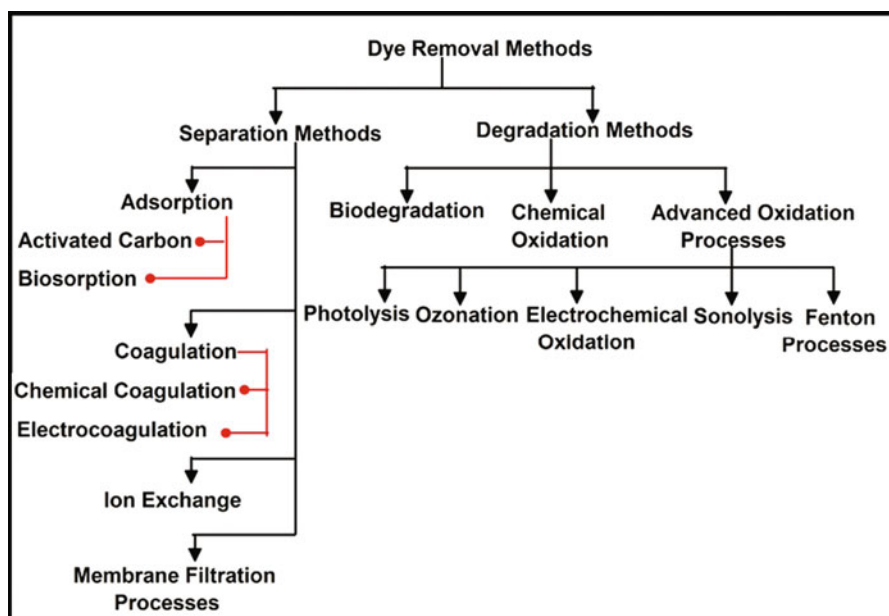 Dye Removal Methods
Separation Methods
Degradation Methods
Adsorption
Activated Carbon
Biosorption
Coagulation
Chemical Coagulation
Electrocoagulation
Ion Exchange
Membrane Filtration
Processes
Biodegradation
Chemical
Oxidation
Advanced Oxidation
Processes
Photolysis
Ozonation
Electrochemical
Oxidation
Sonolysis
Fenton
Processes